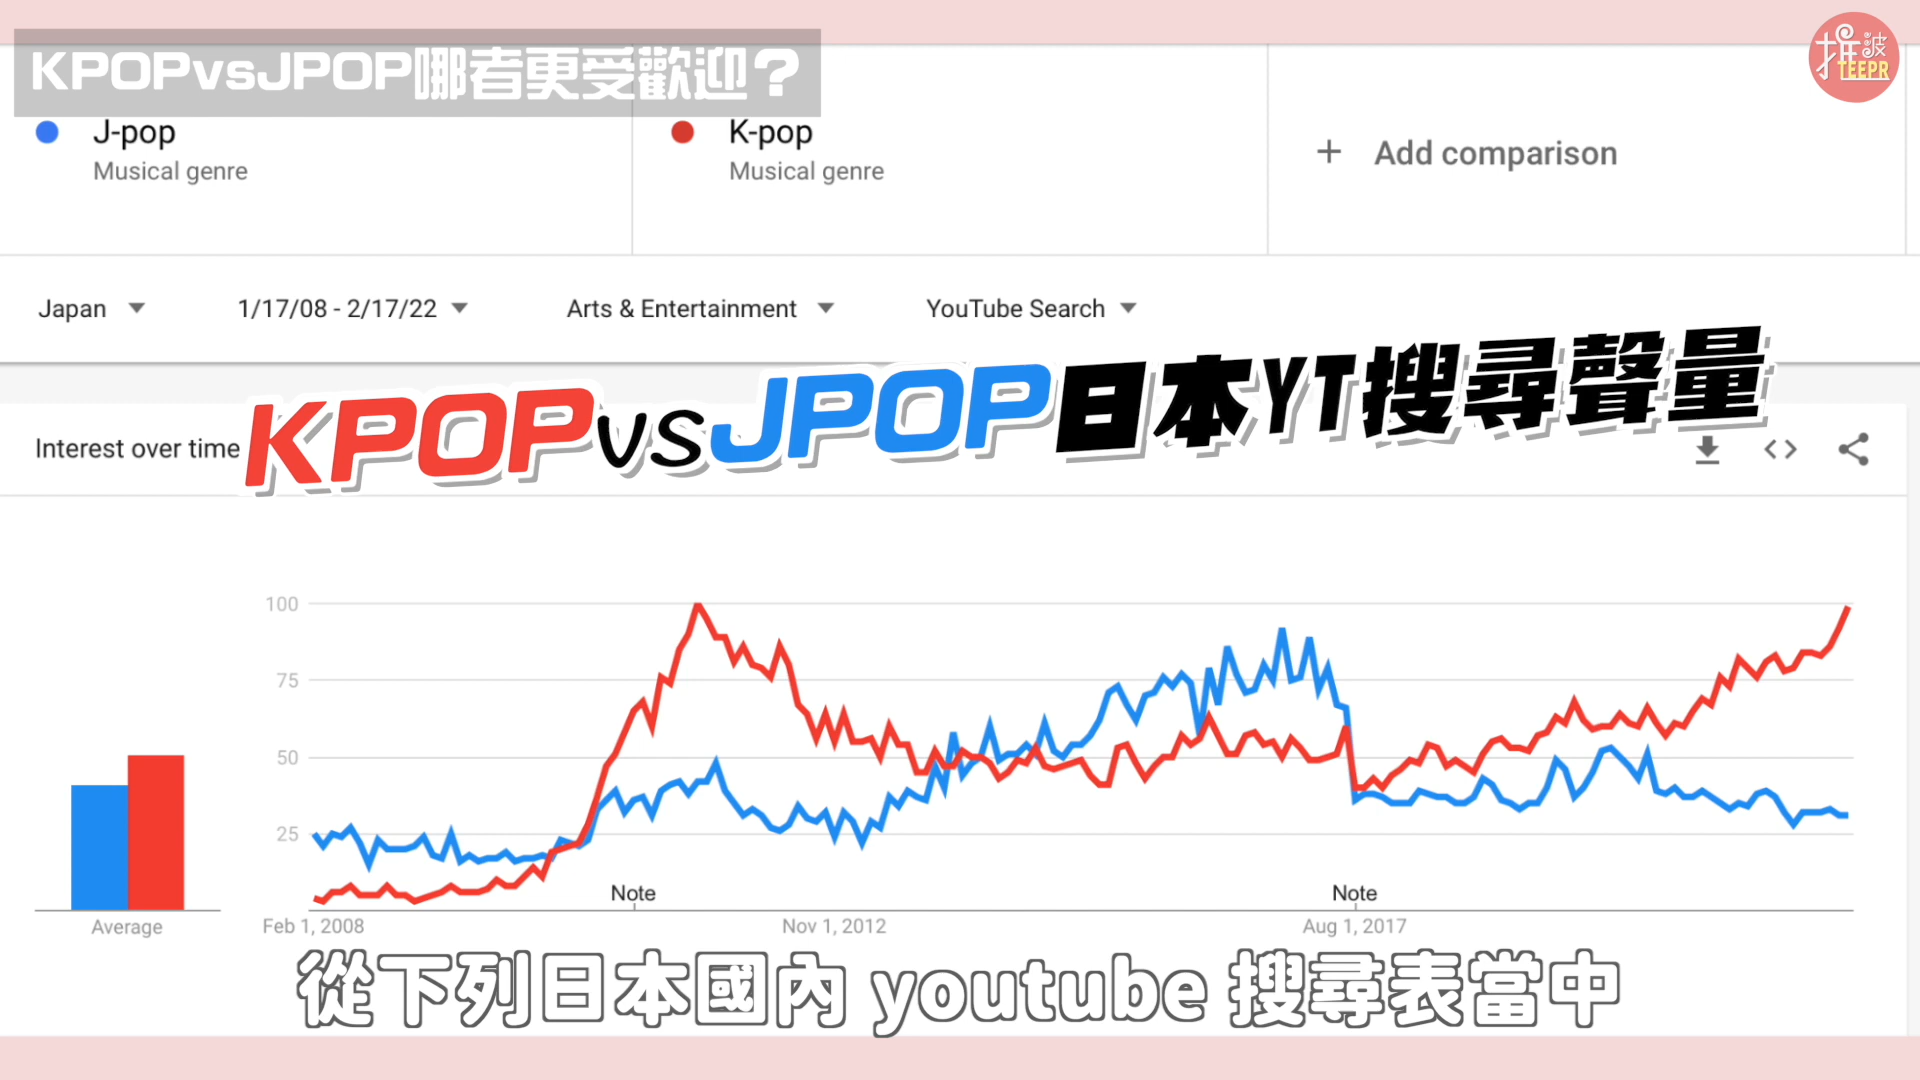 KPOPvsJPOP哪者更受歡迎?
推波
TEEPR
J-pop
Musical genre
K-pop
Musical genre
+ Add comparison
Japan
1/17/08 - 2/17/22
Arts & Entertainment
YouTube Search
KPOPvsJPOP日本YT搜尋聲量
Interest over time
100
75
50
25
Note
Note
Average
Feb 1, 2008
Nov 1, 2012
Aug 1, 2017
從下列日本國內 youtube 搜尋表當中